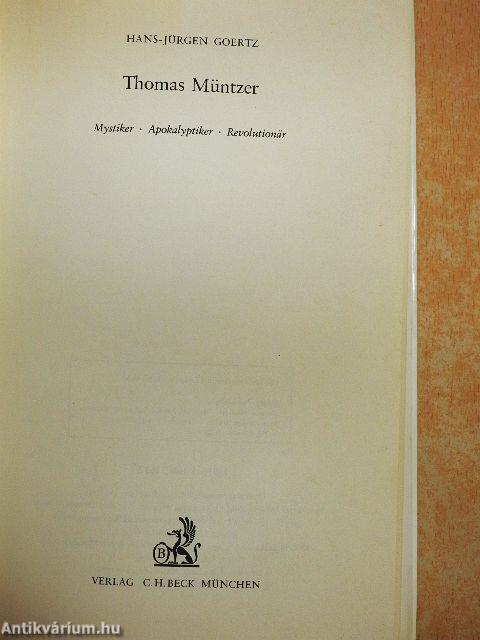 HANS-JÜRGEN GOERTZ
Thomas Müntzer
Mystiker · Apokalyptiker · Revolutionär
B
VERLAG C.H.BECK MÜNCHEN
Antikvárium.hu